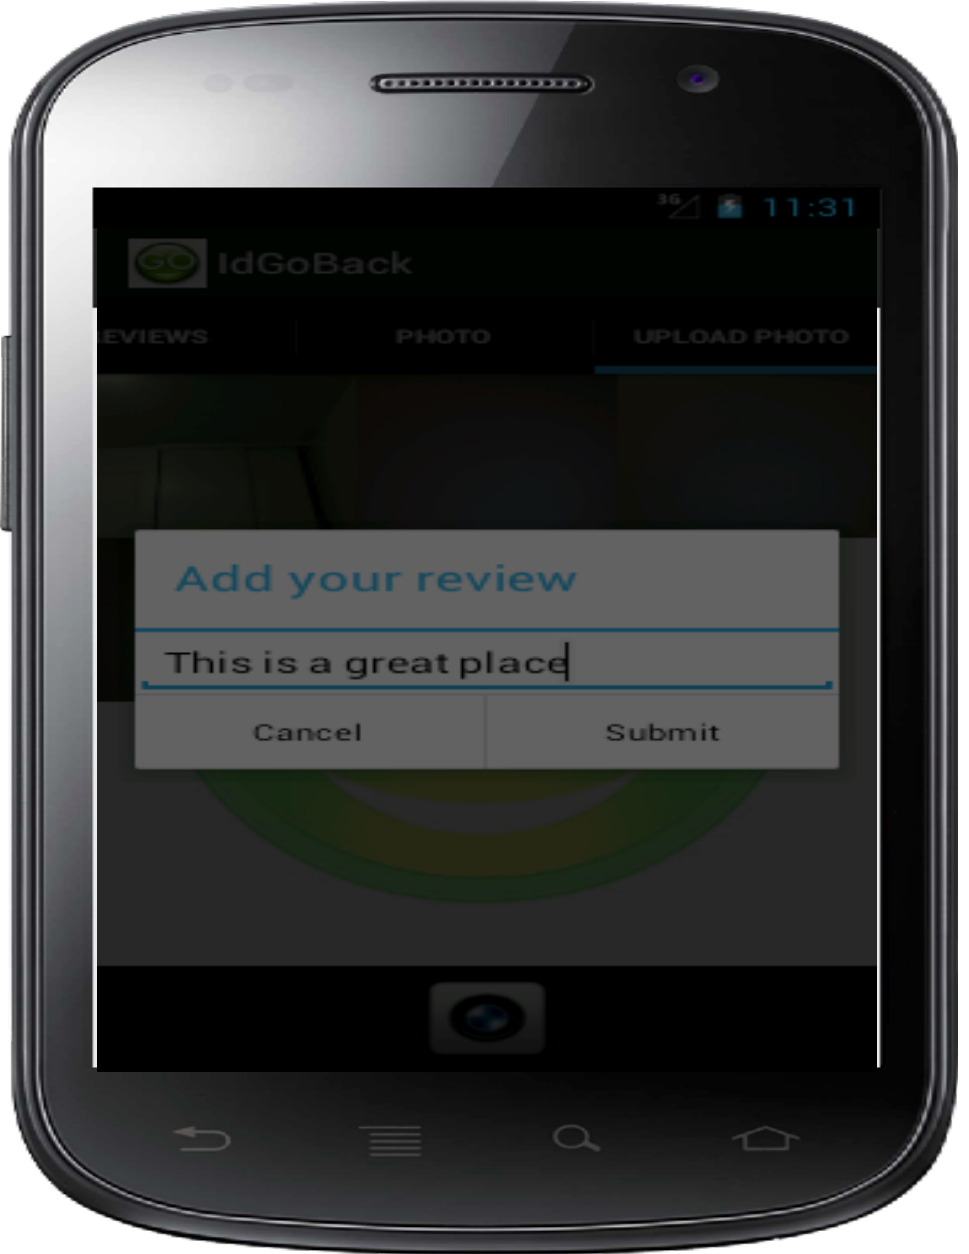 3G 11:31
GO IdGoBack
EVIEWS PHOTO UPLOAD PHOTO
Add your review
This is a great place
Cancel Submit